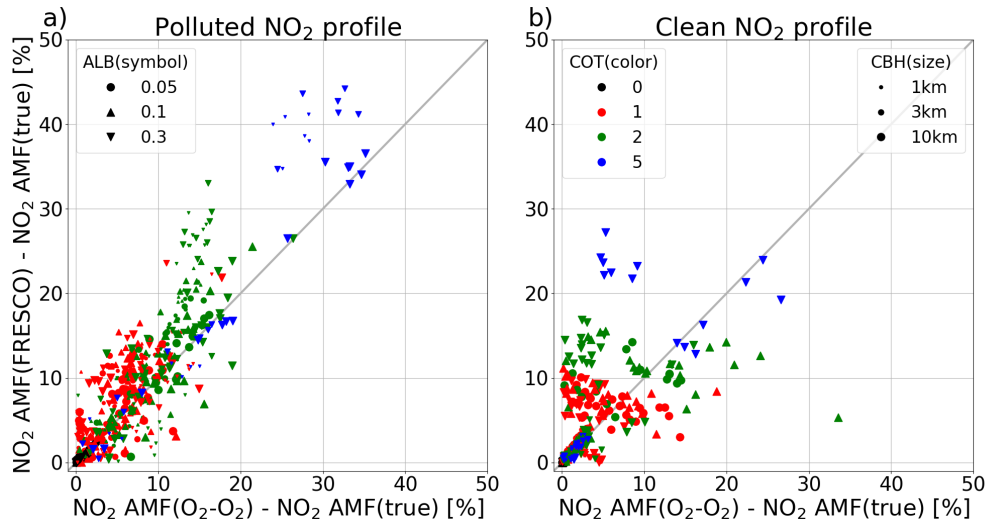 a) Polluted NO₂ profile
NO₂ AMF(FRESCO) - NO₂ AMF(true) [%]
50
40
30
20
10
0
ALB(symbol)
0.05
0.1
0.3
0 10 20 30 40 50
NO₂ AMF(O₂-O₂) - NO₂ AMF(true) [%]
b) Clean NO₂ profile
50
40
30
20
10
0
COT(color)
0
1
2
5
CBH(size)
1km
3km
10km
0 10 20 30 40 50
NO₂ AMF(O₂-O₂) - NO₂ AMF(true) [%]